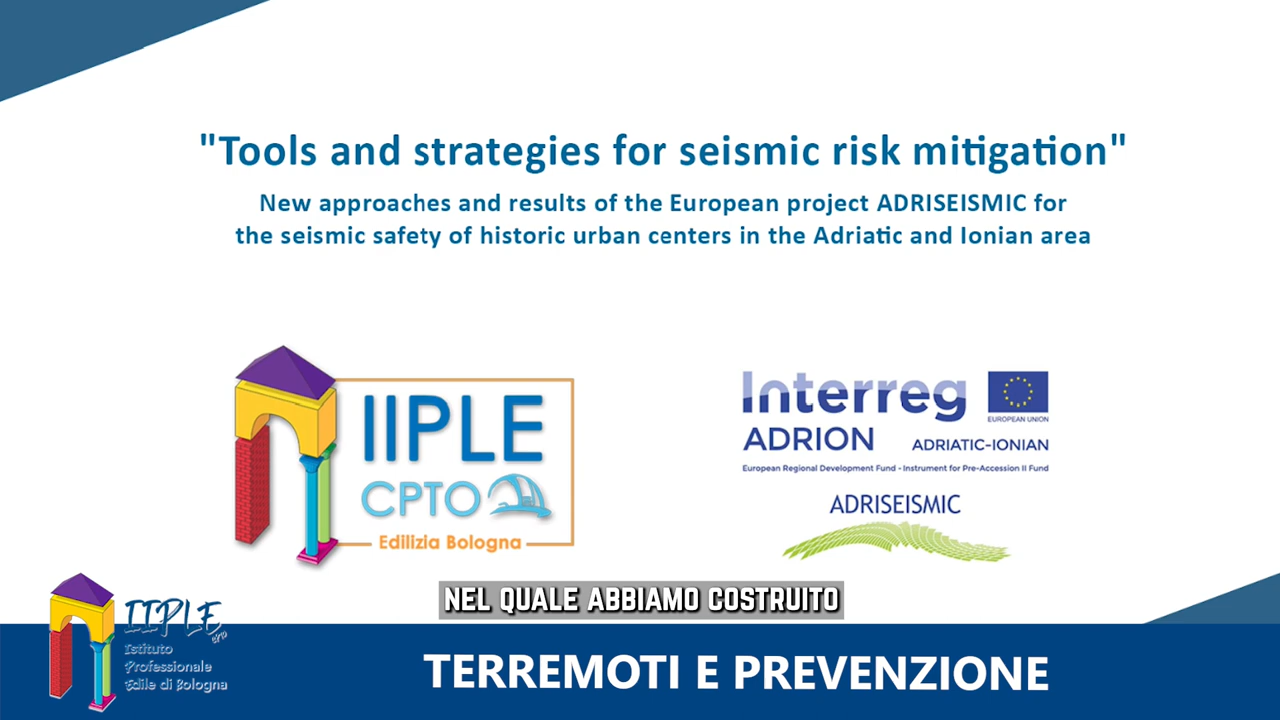 "Tools and strategies for seismic risk mitigation"
New approaches and results of the European project ADRISEISMIC for
the seismic safety of historic urban centers in the Adriatic and Ionian area
IIPLE
CPTO
Edilizia Bologna
Interreg
EUROPEAN UNION
ADRION ADRIATIC-IONIAN
European Regional Development Fund - Instrument for Pre-Accession II Fund
ADRISEISMIC
NEL QUALE ABBIAMO COSTRUITO
IIPLE
cpto
Istituto
Professionale
Edile di Bologna
TERREMOTI E PREVENZIONE